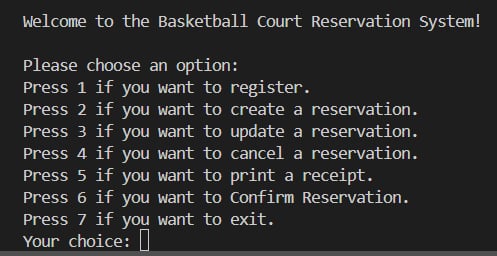 Welcome to the Basketball Court Reservation System!
Please choose an option:
Press 1 if you want to register.
Press 2 if you want to create a reservation.
Press 3 if you want to update a reservation.
Press 4 if you want to cancel a reservation.
Press 5 if you want to print a receipt.
Press 6 if you want to Confirm Reservation.
Press 7 if you want to exit.
Your choice: